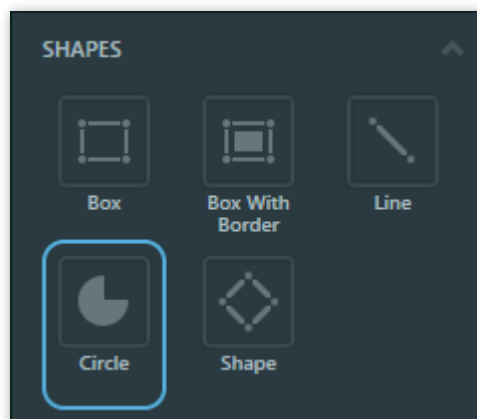 SHAPES
Box
Box With
Border
Line
Circle
Shape